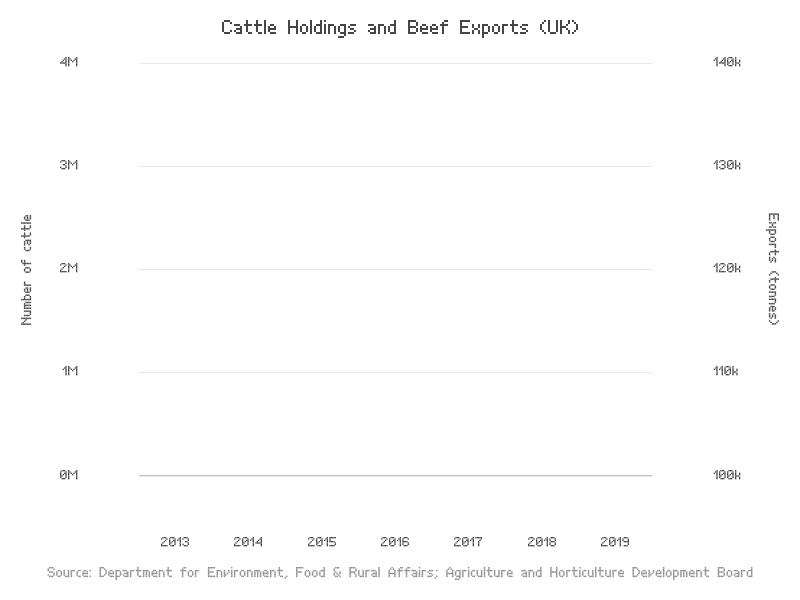 Cattle Holdings and Beef Exports (UK)
4M
140k
3M
130k
Number of cattle
Exports (tonnes)
2M
120k
1M
110k
0M
100k
2013 2014 2015 2016 2017 2018 2019
Source: Department for Environment, Food & Rural Affairs; Agriculture and Horticulture Development Board